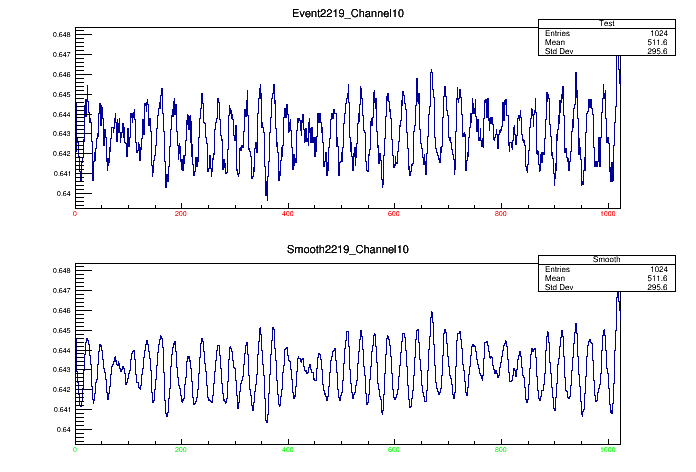 Event2219_Channel10
Test
Entries 1024
Mean 511.6
Std Dev 295.6
0.648
0.647
0.646
0.645
0.644
0.643
0.642
0.641
0.64
0 200 400 600 800 1000
Smooth2219_Channel10
Smooth
Entries 1024
Mean 511.6
Std Dev 295.6
0.648
0.647
0.646
0.645
0.644
0.643
0.642
0.641
0.64
0 200 400 600 800 1000